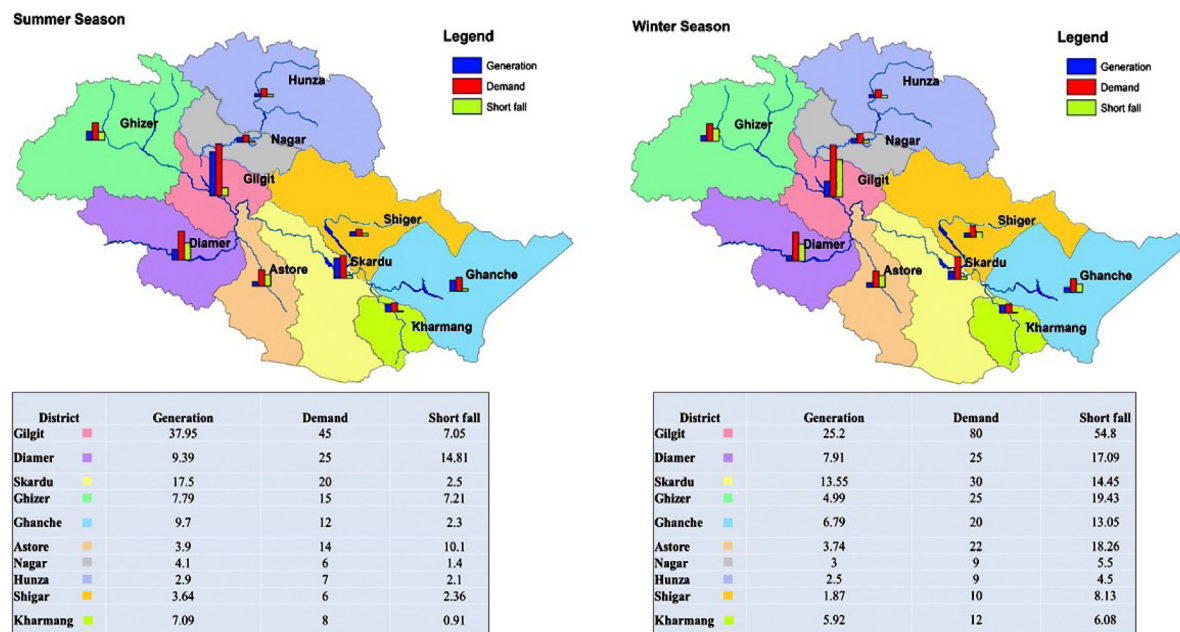 Summer Season
Legend
Generation
Demand
Short fall
Hunza
Ghizer
Nagar
Gilgit
Shiger
Diamer
Skardu
Astore
Ghanche
Kharmang
District Generation Demand Short fall
Gilgit 37.95 45 7.05
Diamer 9.39 25 14.81
Skardu 17.5 20 2.5
Ghizer 7.79 15 7.21
Ghanche 9.7 12 2.3
Astore 3.9 14 10.1
Nagar 4.1 6 1.4
Hunza 2.9 7 2.1
Shigar 3.64 6 2.36
Kharmang 7.09 8 0.91
Winter Season
Legend
Generation
Demand
Short fall
Hunza
Ghizer
Nagar
Gilgit
Shiger
Diamer
Skardu
Astore
Ghanche
Kharmang
District Generation Demand Short fall
Gilgit 25.2 80 54.8
Diamer 7.91 25 17.09
Skardu 13.55 30 14.45
Ghizer 4.99 25 19.43
Ghanche 6.79 20 13.05
Astore 3.74 22 18.26
Nagar 3 9 5.5
Hunza 2.5 9 4.5
Shigar 1.87 10 8.13
Kharmang 5.92 12 6.08